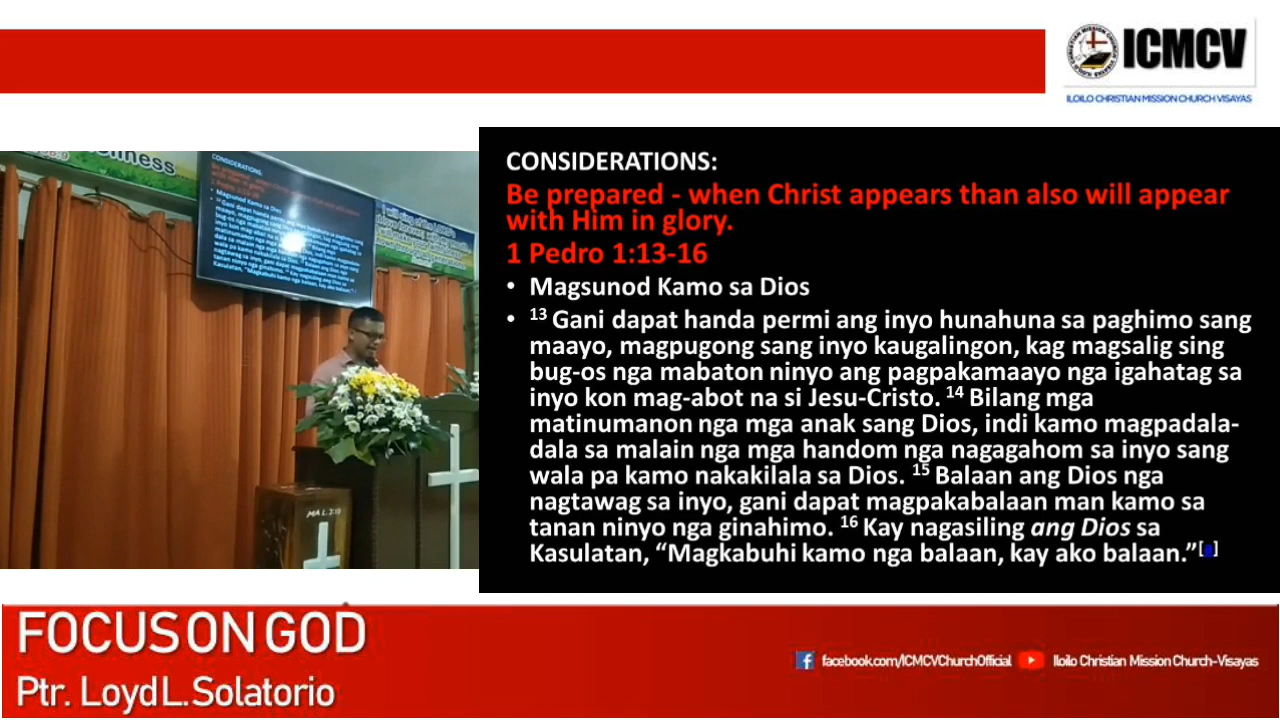 ICMCV
ILOILO CHRISTIAN MISSION CHURCH VISAYAS
CONSIDERATIONS:
Be prepared - when Christ appears than also will appear
with Him in glory.
1 Pedro 1:13-16
• Magsunod Kamo sa Dios
• 13 Gani dapat handa permi ang inyo hunahuna sa paghimo sang
maayo, magpugong sang inyo kaugalingon, kag magsalig sing
bug-os nga mabaton ninyo ang pagpakamaayo nga igahatag sa
inyo kon mag-abot na si Jesu-Cristo. 14 Bilang mga
matinumanon nga mga anak sang Dios, indi kamo magpadala-
dala sa malain nga mga handom nga nagagahom sa inyo sang
wala pa kamo nakakilala sa Dios. 15 Balaan ang Dios nga
nagtawag sa inyo, gani dapat magpakabalaan man kamo sa
tanan ninyo nga ginahimo. 16 Kay nagasiling ang Dios sa
Kasulatan, “Magkabuhi kamo nga balaan, kay ako balaan.”[a]
CONSIDERATIONS:
Magsunod Kamo sa Dios
MAL. 3:10
FOCUS ON GOD
Ptr. Loyd L. Solatorio
facebook.com/ICMCVChurchOfficial
Iloilo Christian Mission Church-Visayas